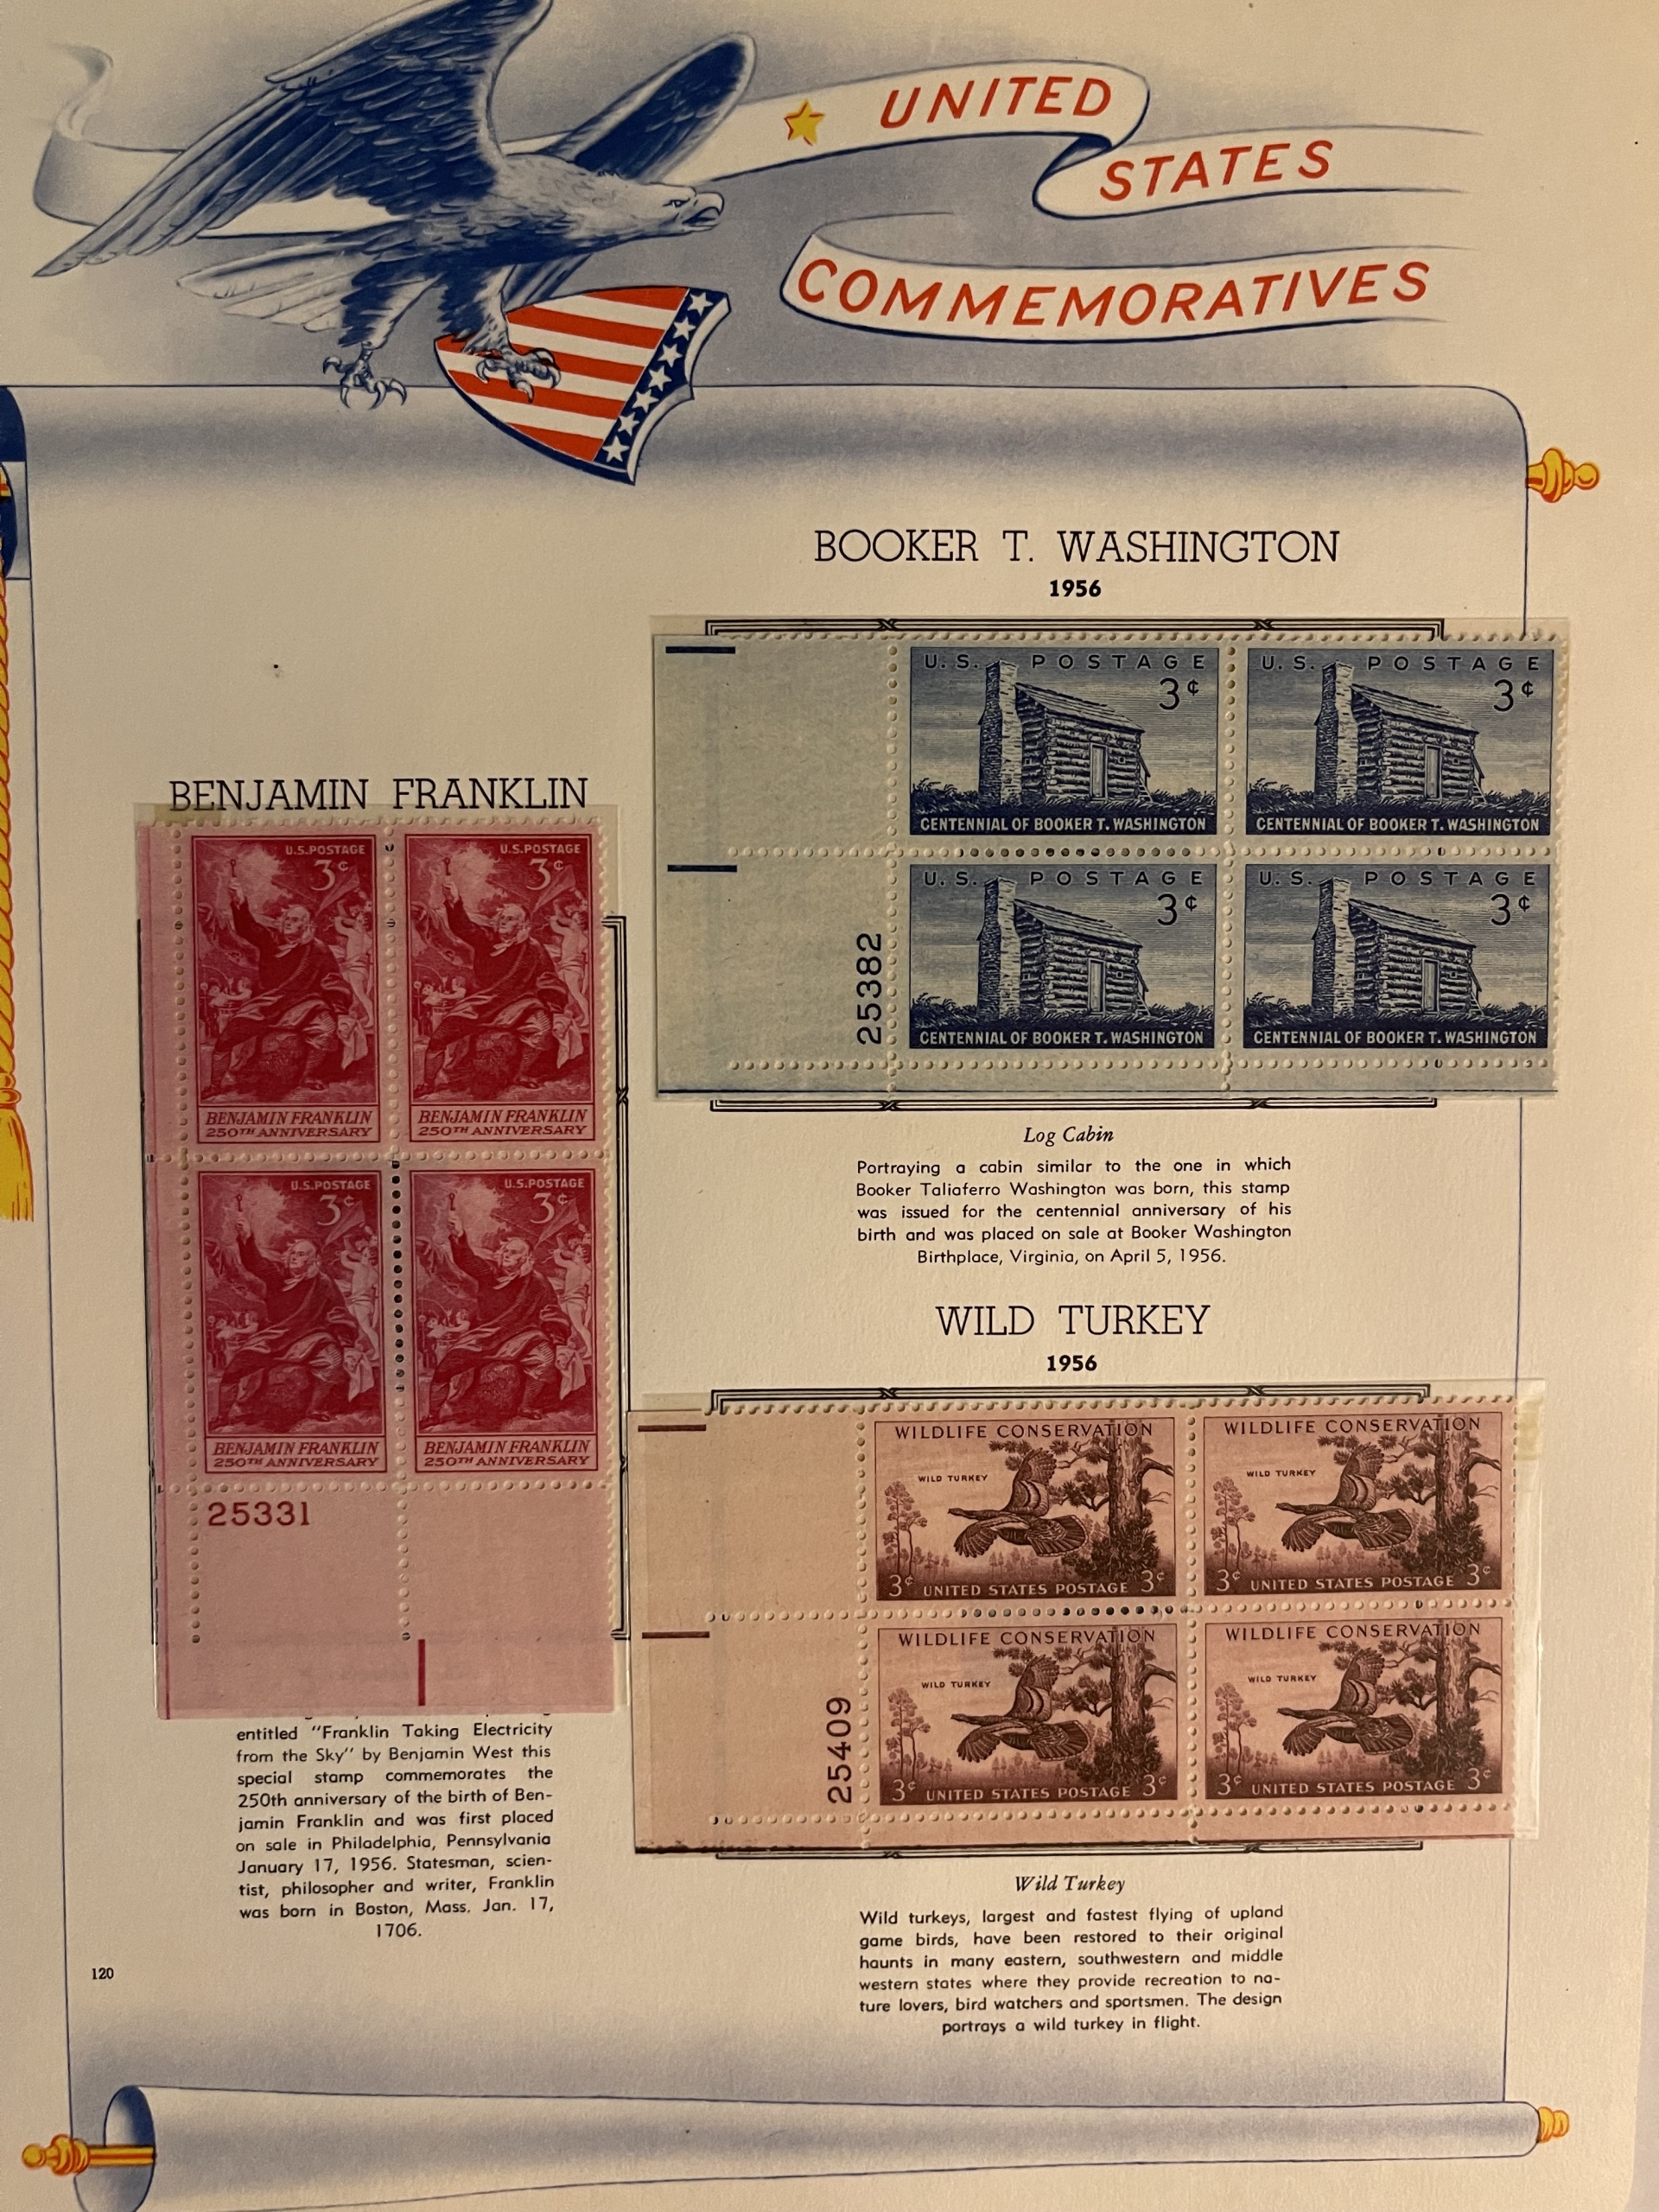 UNITED
STATES
COMMEMORATIVES
BOOKER T. WASHINGTON
1956
U.S. POSTAGE
3¢
CENTENNIAL OF BOOKER T. WASHINGTON
U.S. POSTAGE
3¢
CENTENNIAL OF BOOKER T. WASHINGTON
U.S. POSTAGE
3¢
CENTENNIAL OF BOOKER T. WASHINGTON
U.S. POSTAGE
3¢
CENTENNIAL OF BOOKER T. WASHINGTON
25382
Log Cabin
Portraying a cabin similar to the one in which
Booker Taliaferro Washington was born, this stamp
was issued for the centennial anniversary of his
birth and was placed on sale at Booker Washington
Birthplace, Virginia, on April 5, 1956.
BENJAMIN FRANKLIN
U.S. POSTAGE
3¢
BENJAMIN FRANKLIN
250TH ANNIVERSARY
U.S. POSTAGE
3¢
BENJAMIN FRANKLIN
250TH ANNIVERSARY
U.S. POSTAGE
3¢
BENJAMIN FRANKLIN
250TH ANNIVERSARY
U.S. POSTAGE
3¢
BENJAMIN FRANKLIN
250TH ANNIVERSARY
25331
entitled "Franklin Taking Electricity
from the Sky" by Benjamin West this
special stamp commemorates the
250th anniversary of the birth of Ben-
jamin Franklin and was first placed
on sale in Philadelphia, Pennsylvania
January 17, 1956. Statesman, scien-
tist, philosopher and writer, Franklin
was born in Boston, Mass. Jan. 17,
1706.
WILD TURKEY
1956
WILDLIFE CONSERVATION
WILD TURKEY
3¢ UNITED STATES POSTAGE 3¢
WILDLIFE CONSERVATION
WILD TURKEY
3¢ UNITED STATES POSTAGE 3¢
WILDLIFE CONSERVATION
WILD TURKEY
3¢ UNITED STATES POSTAGE 3¢
WILDLIFE CONSERVATION
WILD TURKEY
3¢ UNITED STATES POSTAGE 3¢
25409
Wild Turkey
Wild turkeys, largest and fastest flying of upland
game birds, have been restored to their original
haunts in many eastern, southwestern and middle
western states where they provide recreation to na-
ture lovers, bird watchers and sportsmen. The design
portrays a wild turkey in flight.
120